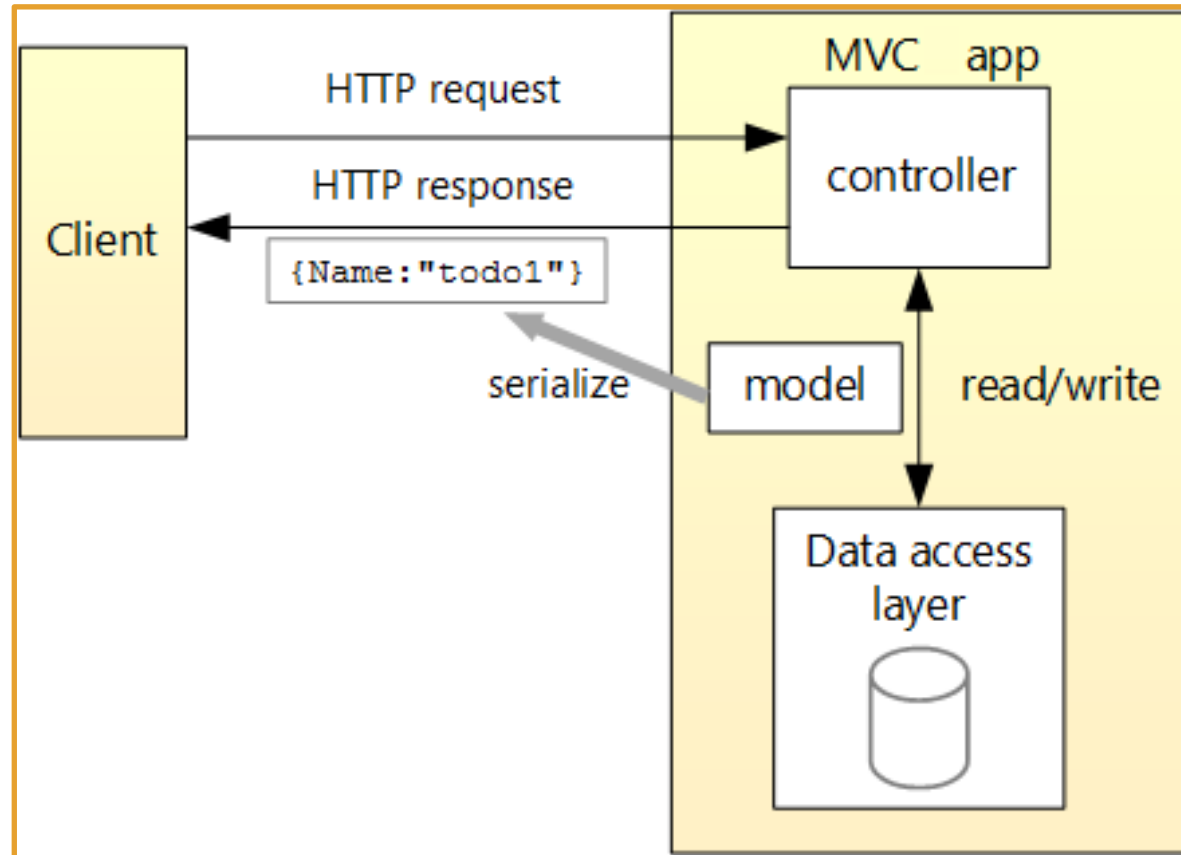 MVC app
HTTP request
controller
HTTP response
Client
{Name:"todo1"}
serialize
model
read/write
Data access
layer